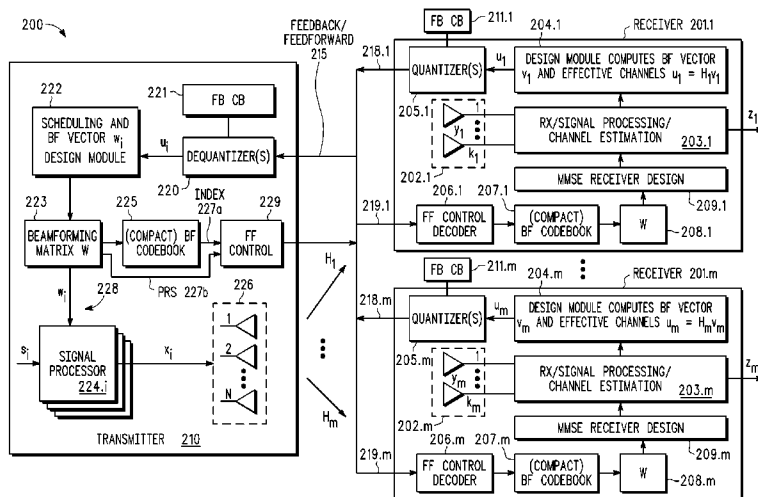 200
FEEDBACK/
FEEDFORWARD
215
222
221
FB CB
SCHEDULING AND
BF VECTOR wi
DESIGN MODULE
ui
DEQUANTIZER(S)
220
223
225
INDEX
227a
229
BEAMFORMING
MATRIX W
(COMPACT) BF
CODEBOOK
FF
CONTROL
PRS 227b
wi
228
226
1
2
N
si
SIGNAL
PROCESSOR
224.i
xi
TRANSMITTER 210
H1
Hm
FB CB
211.1
204.1
RECEIVER 201.1
218.1
QUANTIZER(S)
u1
DESIGN MODULE COMPUTES BF VECTOR
v1 AND EFFECTIVE CHANNELS u1 = H1v1
205.1
1
y1
k1
202.1
RX/SIGNAL PROCESSING/
CHANNEL ESTIMATION
203.1
z1
MMSE RECEIVER DESIGN
209.1
219.1
206.1
207.1
FF CONTROL
DECODER
(COMPACT)
BF CODEBOOK
W
208.1
FB CB
211.m
204.m
RECEIVER 201.m
218.m
QUANTIZER(S)
um
DESIGN MODULE COMPUTES BF VECTOR
vm AND EFFECTIVE CHANNELS um = Hmvm
205.m
1
ym
km
202.m
RX/SIGNAL PROCESSING/
CHANNEL ESTIMATION
203.m
zm
MMSE RECEIVER DESIGN
209.m
219.m
206.m
207.m
FF CONTROL
DECODER
(COMPACT)
BF CODEBOOK
W
208.m